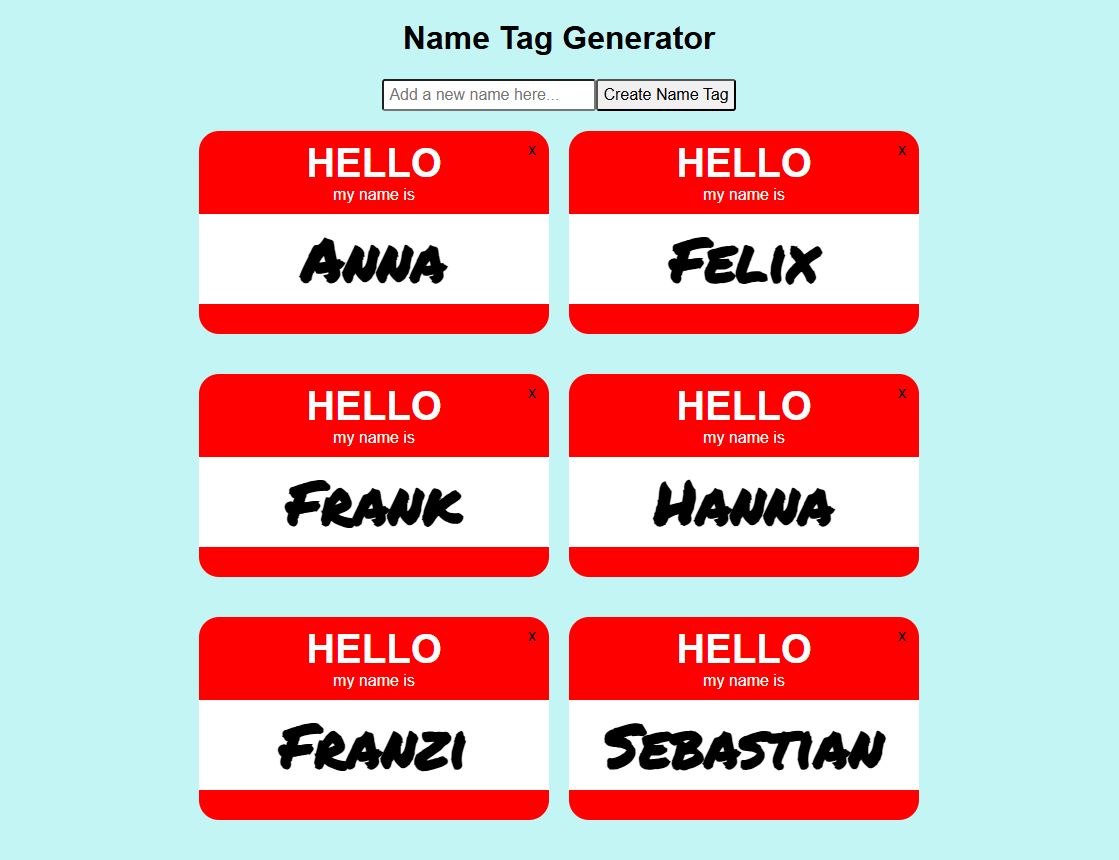 Name Tag Generator
Add a new name here... Create Name Tag
HELLO x
my name is
Anna
HELLO x
my name is
Felix
HELLO x
my name is
Frank
HELLO x
my name is
Hanna
HELLO x
my name is
Franzi
HELLO x
my name is
Sebastian